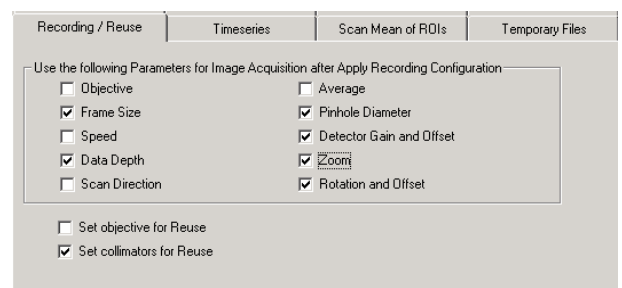 Recording / Reuse Timeseries Scan Mean of ROIs Temporary Files
Use the following Parameters for Image Acquisition after Apply Recording Configuration
Objective Average
Frame Size Pinhole Diameter
Speed Detector Gain and Offset
Data Depth Zoom
Scan Direction Rotation and Offset
Set objective for Reuse
Set collimators for Reuse